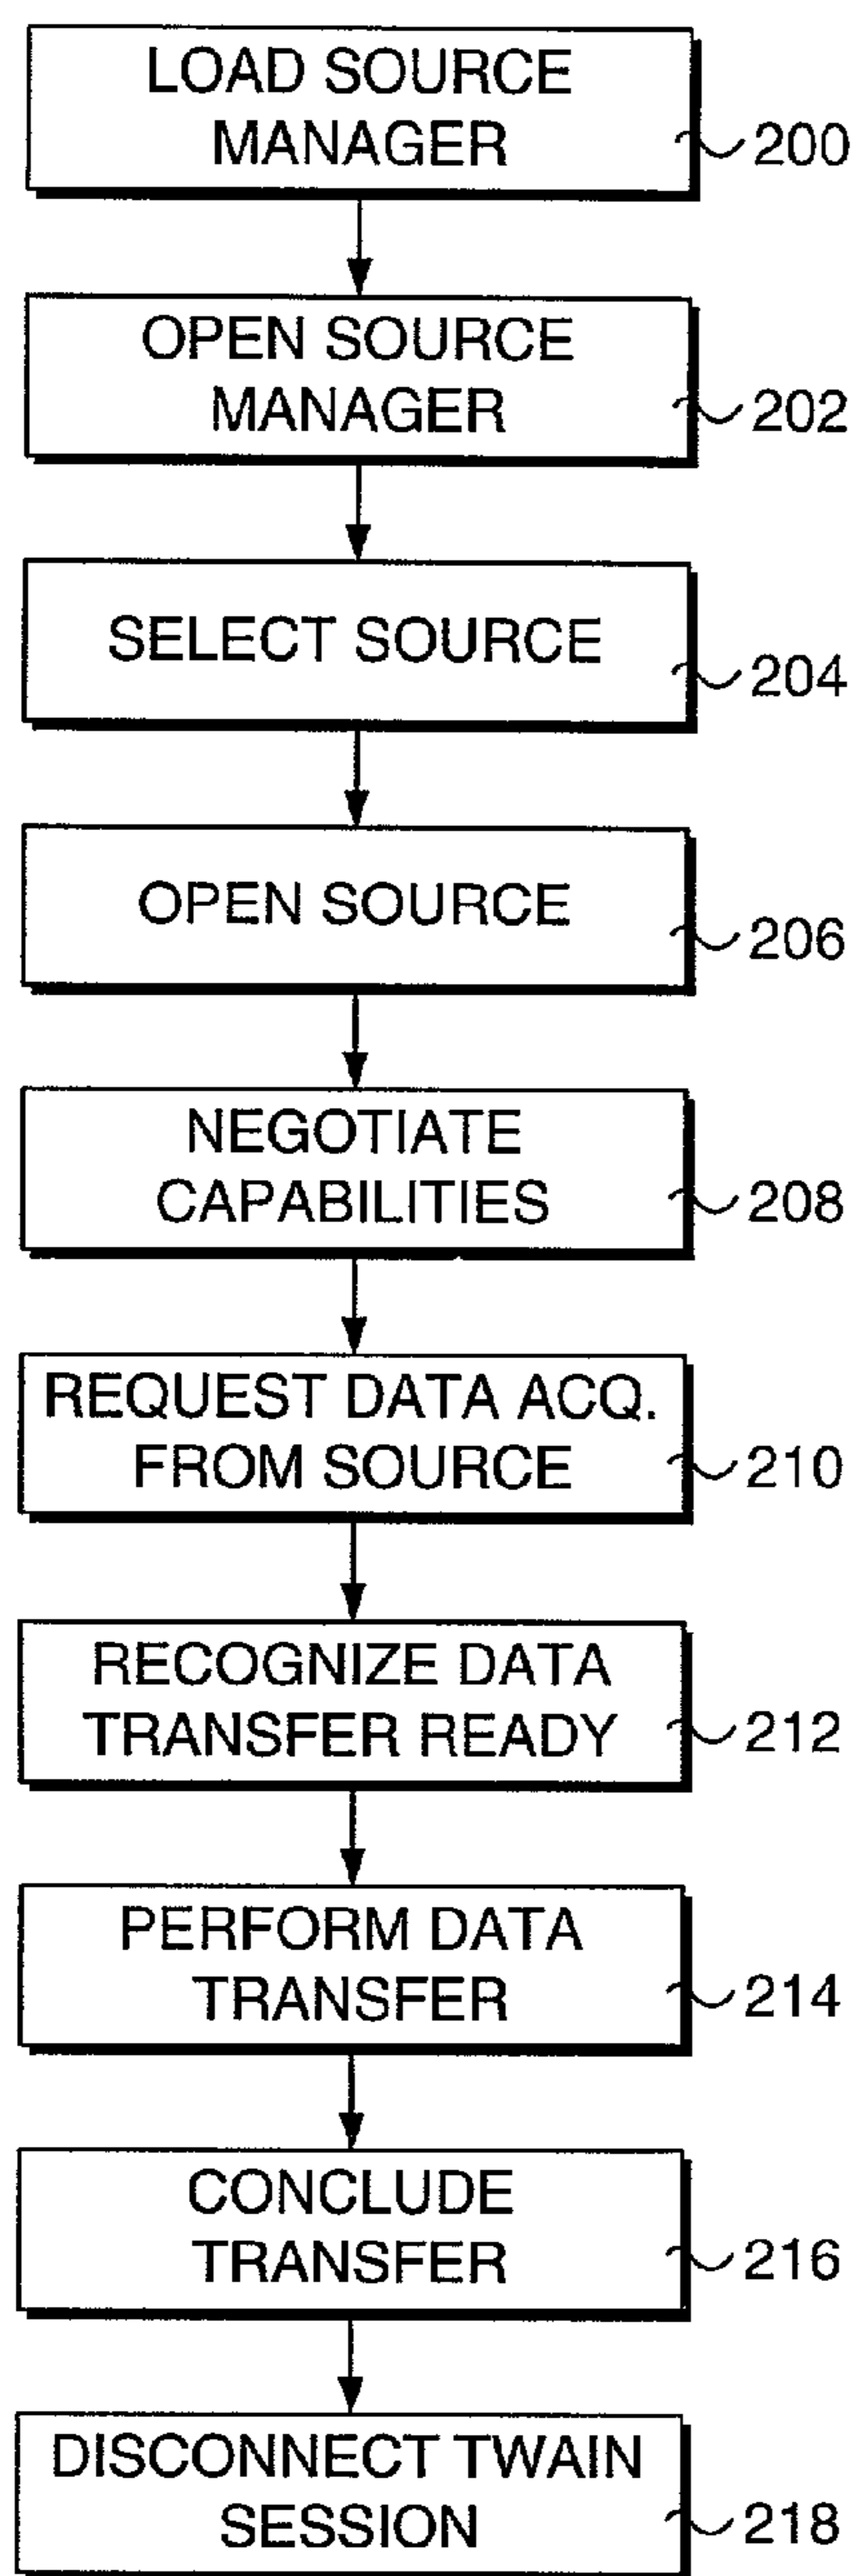 LOAD SOURCE
MANAGER
200
OPEN SOURCE
MANAGER
202
SELECT SOURCE
204
OPEN SOURCE
206
NEGOTIATE
CAPABILITIES
208
REQUEST DATA ACQ.
FROM SOURCE
210
RECOGNIZE DATA
TRANSFER READY
212
PERFORM DATA
TRANSFER
214
CONCLUDE
TRANSFER
216
DISCONNECT TWAIN
SESSION
218